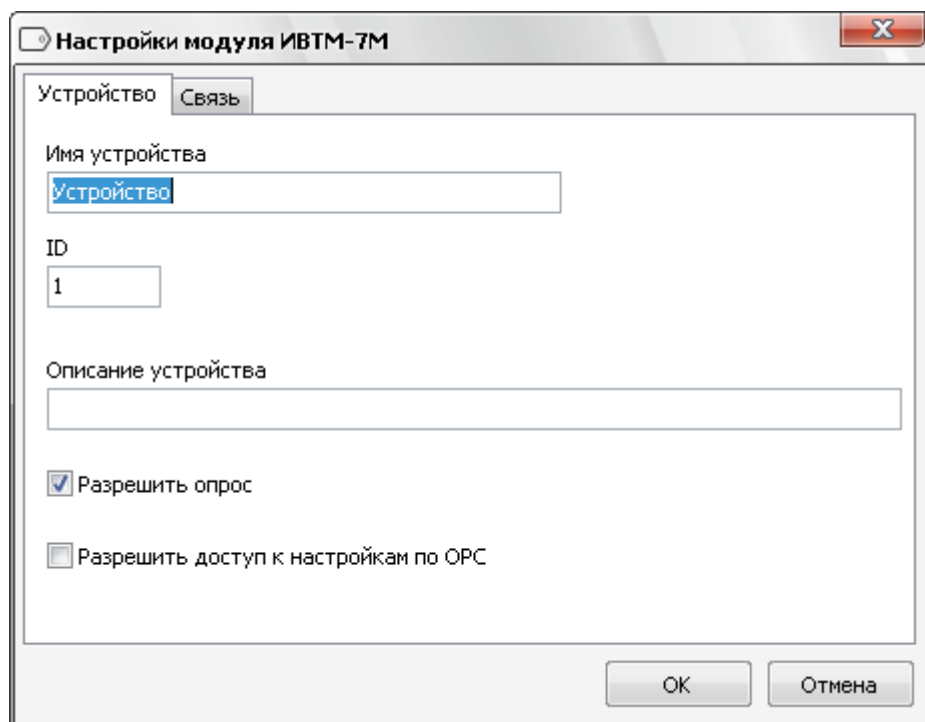 Настройки модуля ИВТМ-7М
Устройство Связь
Имя устройства
Устройство
ID
1
Описание устройства
Разрешить опрос
Разрешить доступ к настройкам по OPC
OK Отмена